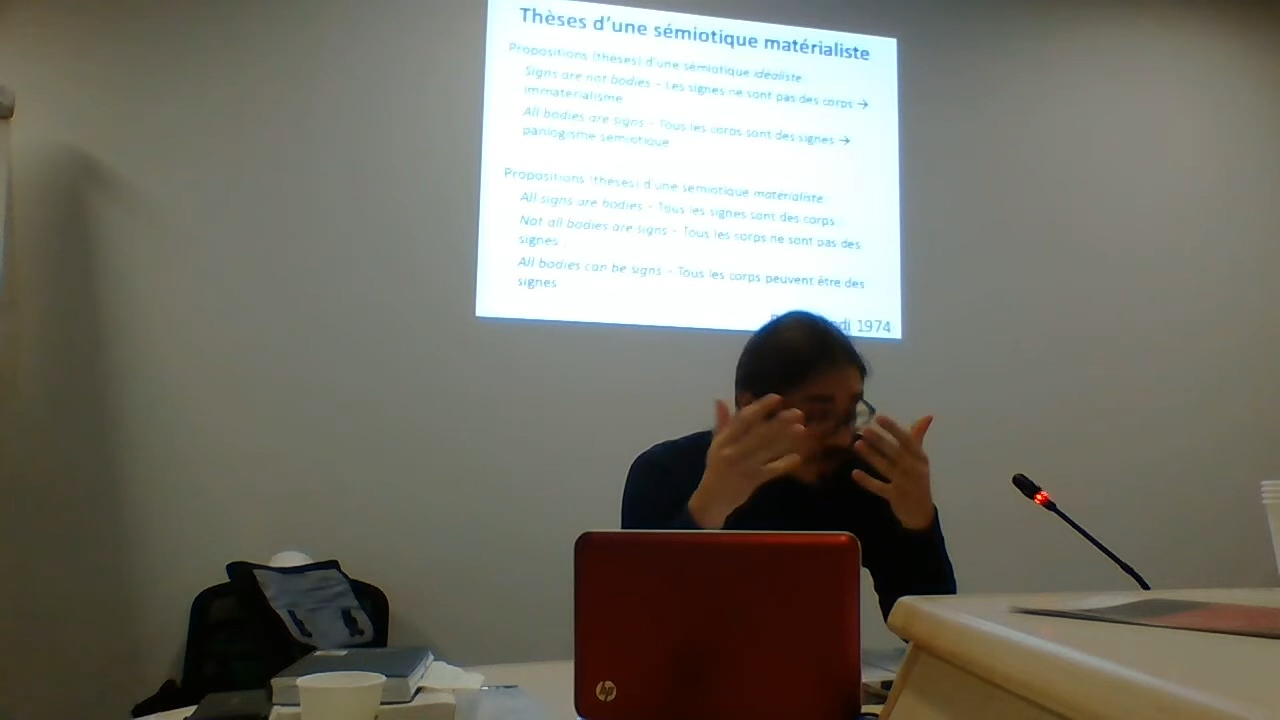 Thèses d'une sémiotique matérialiste
Propositions (thèses) d'une sémiotique idéaliste
Signs are not bodies - Les signes ne sont pas des corps →
immatérialisme
All bodies are signs - Tous les corps sont des signes →
panlogisme sémiotique
Propositions (thèses) d'une sémiotique matérialiste
All signs are bodies - Tous les signes sont des corps
Not all bodies are signs - Tous les corps ne sont pas des
signes
All bodies can be signs - Tous les corps peuvent être des
signes
1974
hp